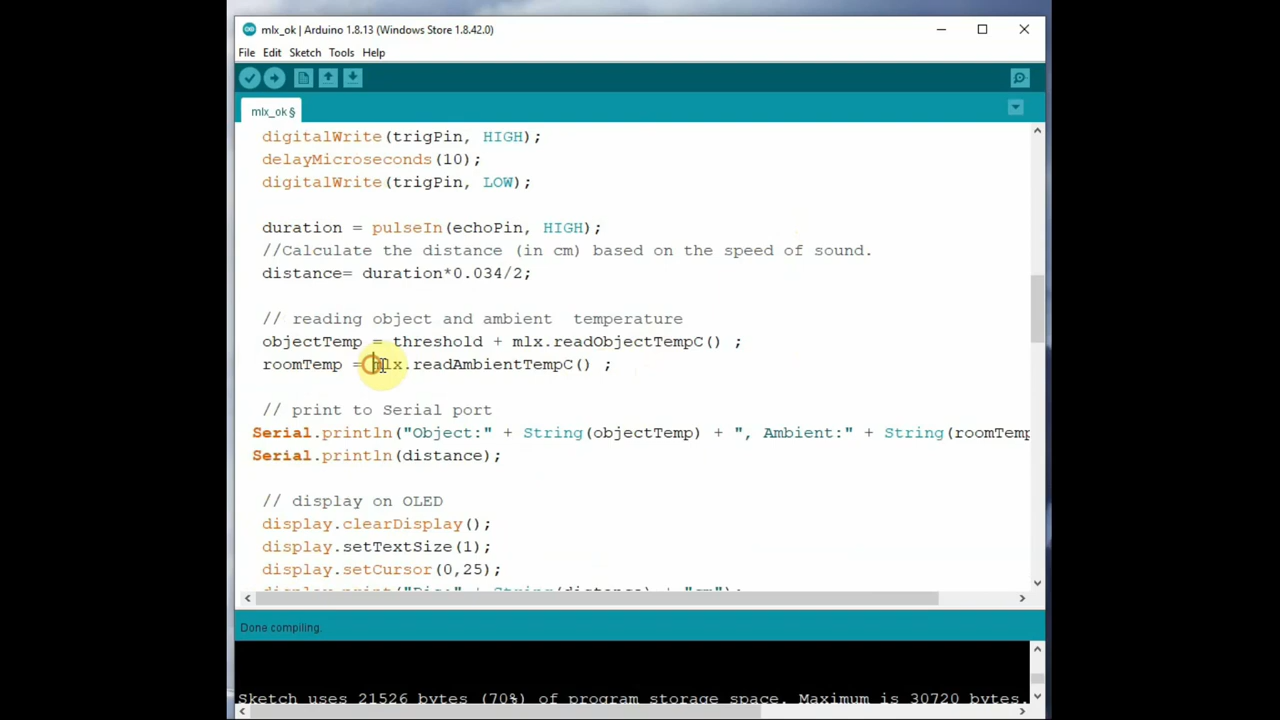 mlx_ok | Arduino 1.8.13 (Windows Store 1.8.42.0)
File Edit Sketch Tools Help
mlx_ok §
digitalWrite(trigPin, HIGH);
delayMicroseconds(10);
digitalWrite(trigPin, LOW);
duration = pulseIn(echoPin, HIGH);
//Calculate the distance (in cm) based on the speed of sound.
distance= duration*0.034/2;
// reading object and ambient  temperature
objectTemp = threshold + mlx.readObjectTempC() ;
roomTemp = mlx.readAmbientTempC() ;
// print to Serial port
Serial.println("Object:" + String(objectTemp) + ", Ambient:" + String(roomTemp
Serial.println(distance);
// display on OLED
display.clearDisplay();
display.setTextSize(1);
display.setCursor(0,25);
display.print("Dis:" + String(distance) + "cm");
Done compiling.
Sketch uses 21526 bytes (70%) of program storage space. Maximum is 30720 bytes.